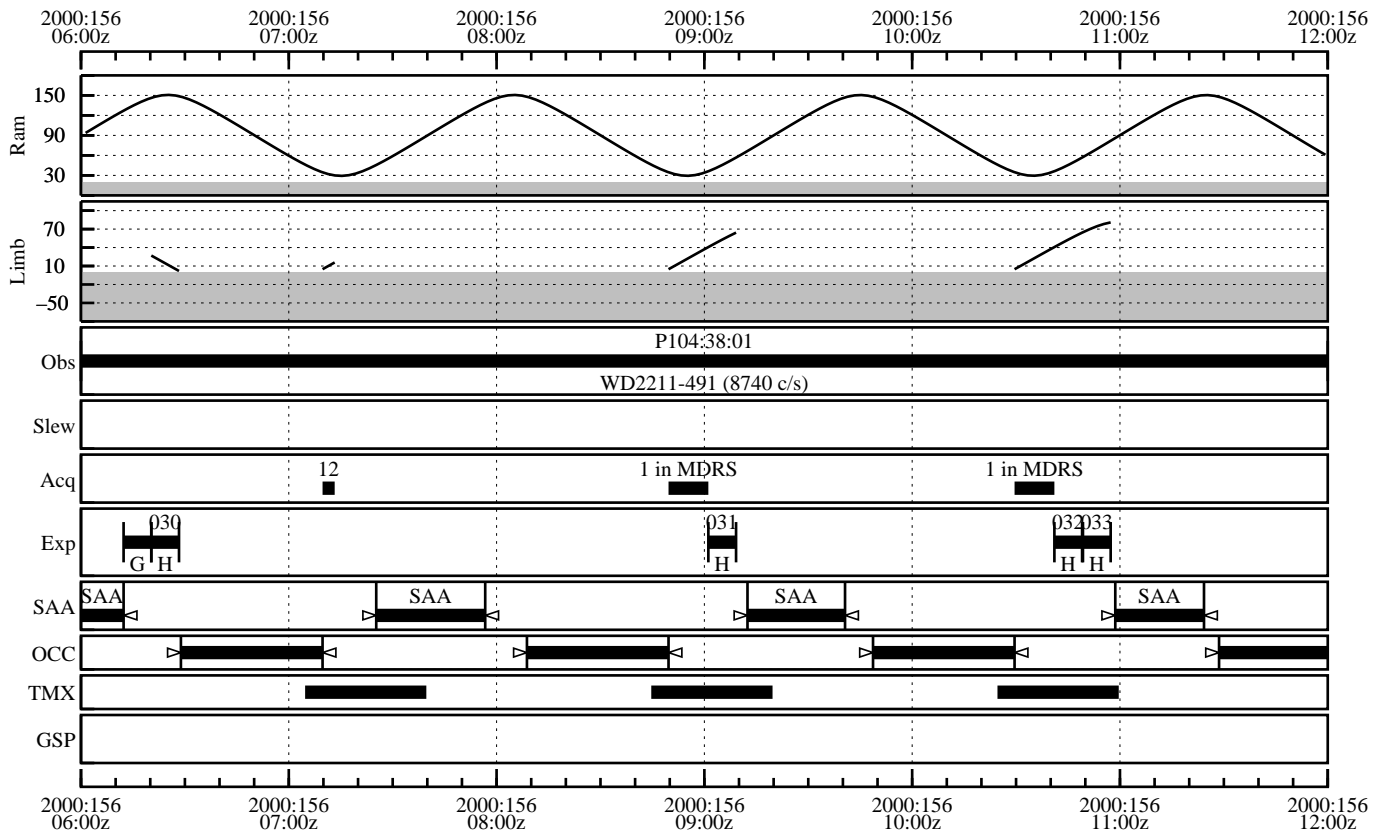 2000:156 2000:156 2000:156 2000:156 2000:156 2000:156 2000:156
06:00z 07:00z 08:00z 09:00z 10:00z 11:00z 12:00z
Ram
150
90
30
Limb
70
10
−50
Obs
P104:38:01
WD2211-491 (8740 c/s)
Slew
Acq
12 1 in MDRS 1 in MDRS
Exp
030 031 032 033
G H H H H
SAA
SAA SAA SAA SAA
OCC
TMX
GSP
2000:156 2000:156 2000:156 2000:156 2000:156 2000:156 2000:156
06:00z 07:00z 08:00z 09:00z 10:00z 11:00z 12:00z